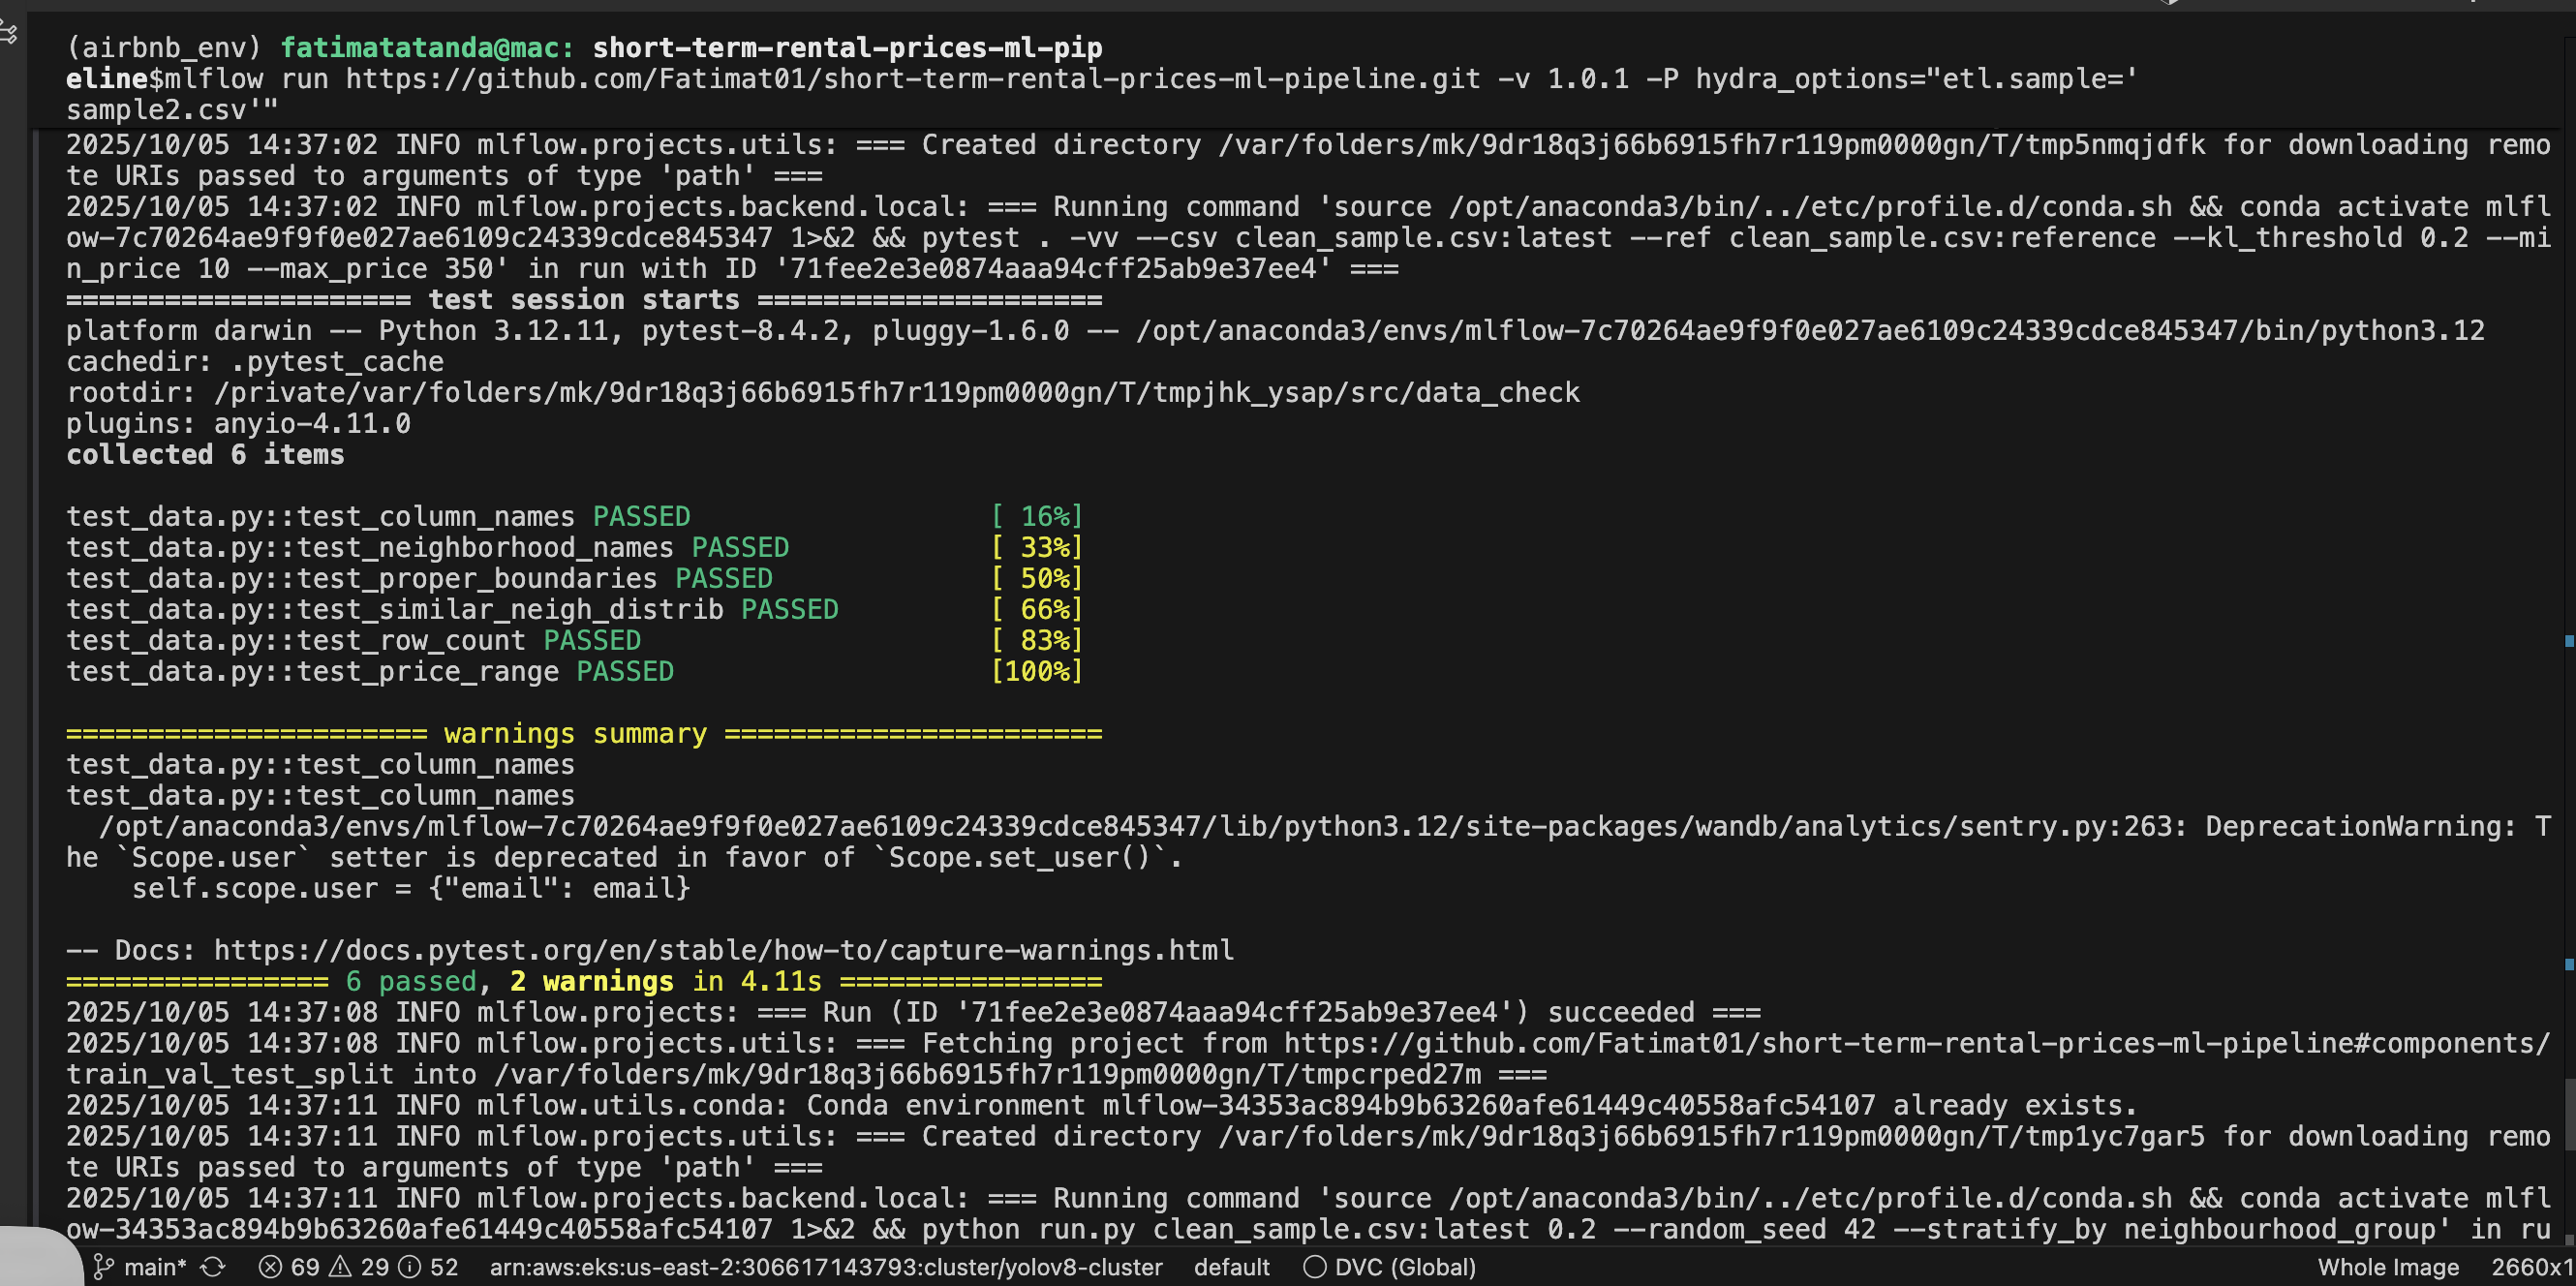 (airbnb_env) fatimatatanda@mac: short-term-rental-prices-ml-pip
eline$mlflow run https://github.com/Fatimat01/short-term-rental-prices-ml-pipeline.git -v 1.0.1 -P hydra_options="etl.sample='
sample2.csv'"
2025/10/05 14:37:02 INFO mlflow.projects.utils: === Created directory /var/folders/mk/9dr18q3j66b6915fh7r119pm0000gn/T/tmp5nmqjdfk for downloading remo
te URIs passed to arguments of type 'path' ===
2025/10/05 14:37:02 INFO mlflow.projects.backend.local: === Running command 'source /opt/anaconda3/bin/../etc/profile.d/conda.sh && conda activate mlfl
ow-7c70264ae9f9f0e027ae6109c24339cdce845347 1>&2 && pytest . -vv --csv clean_sample.csv:latest --ref clean_sample.csv:reference --kl_threshold 0.2 --mi
n_price 10 --max_price 350' in run with ID '71fee2e3e0874aaa94cff25ab9e37ee4' ===
===================== test session starts =====================
platform darwin -- Python 3.12.11, pytest-8.4.2, pluggy-1.6.0 -- /opt/anaconda3/envs/mlflow-7c70264ae9f9f0e027ae6109c24339cdce845347/bin/python3.12
cachedir: .pytest_cache
rootdir: /private/var/folders/mk/9dr18q3j66b6915fh7r119pm0000gn/T/tmpjhk_ysap/src/data_check
plugins: anyio-4.11.0
collected 6 items
test_data.py::test_column_names PASSED [ 16%]
test_data.py::test_neighborhood_names PASSED [ 33%]
test_data.py::test_proper_boundaries PASSED [ 50%]
test_data.py::test_similar_neigh_distrib PASSED [ 66%]
test_data.py::test_row_count PASSED [ 83%]
test_data.py::test_price_range PASSED [100%]
====================== warnings summary =======================
test_data.py::test_column_names
test_data.py::test_column_names
/opt/anaconda3/envs/mlflow-7c70264ae9f9f0e027ae6109c24339cdce845347/lib/python3.12/site-packages/wandb/analytics/sentry.py:263: DeprecationWarning: T
he `Scope.user` setter is deprecated in favor of `Scope.set_user()`.
self.scope.user = {"email": email}
-- Docs: https://docs.pytest.org/en/stable/how-to/capture-warnings.html
================ 6 passed, 2 warnings in 4.11s ================
2025/10/05 14:37:08 INFO mlflow.projects: === Run (ID '71fee2e3e0874aaa94cff25ab9e37ee4') succeeded ===
2025/10/05 14:37:08 INFO mlflow.projects.utils: === Fetching project from https://github.com/Fatimat01/short-term-rental-prices-ml-pipeline#components/
train_val_test_split into /var/folders/mk/9dr18q3j66b6915fh7r119pm0000gn/T/tmpcrped27m ===
2025/10/05 14:37:11 INFO mlflow.utils.conda: Conda environment mlflow-34353ac894b9b63260afe61449c40558afc54107 already exists.
2025/10/05 14:37:11 INFO mlflow.projects.utils: === Created directory /var/folders/mk/9dr18q3j66b6915fh7r119pm0000gn/T/tmp1yc7gar5 for downloading remo
te URIs passed to arguments of type 'path' ===
2025/10/05 14:37:11 INFO mlflow.projects.backend.local: === Running command 'source /opt/anaconda3/bin/../etc/profile.d/conda.sh && conda activate mlfl
ow-34353ac894b9b63260afe61449c40558afc54107 1>&2 && python run.py clean_sample.csv:latest 0.2 --random_seed 42 --stratify_by neighbourhood_group' in ru
main* 69 29 52 arn:aws:eks:us-east-2:306617143793:cluster/yolov8-cluster default DVC (Global) Whole Image 2660x1